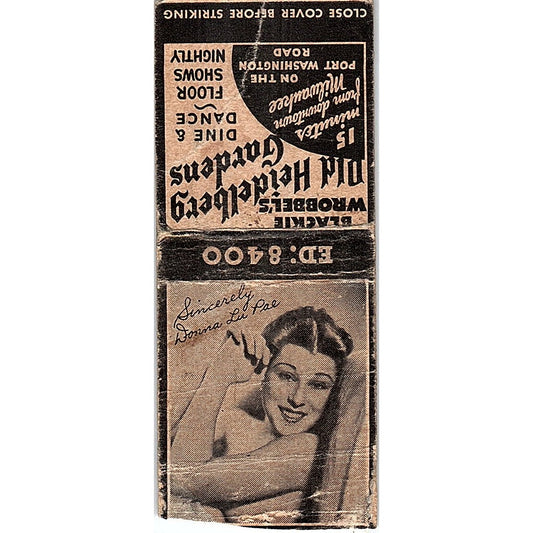 CLOSE COVER BEFORE STRIKING
BLACKIE
WROBBEL'S
Old Heidelberg
Gardens
DINE &
DANCE
FLOOR
SHOWS
NIGHTLY
15
minutes
from downtown
Milwaukee
ON THE
PORT WASHINGTON
ROAD
ED: 8400
Sincerely
Donna Lu Pae